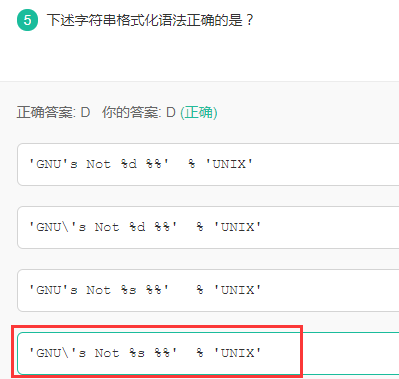 5 下述字符串格式化语法正确的是？
正确答案: D 你的答案: D (正确)
'GNU's Not %d %%'  % 'UNIX'
'GNU\'s Not %d %%'  % 'UNIX'
'GNU's Not %s %%'   % 'UNIX'
'GNU\'s Not %s %%'  % 'UNIX'